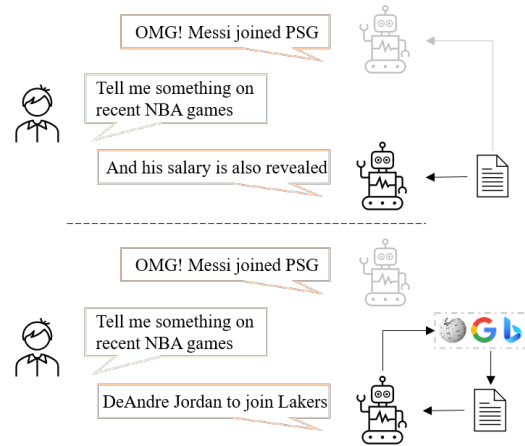 OMG! Messi joined PSG
Tell me something on
recent NBA games
And his salary is also revealed
OMG! Messi joined PSG
Tell me something on
recent NBA games
DeAndre Jordan to join Lakers